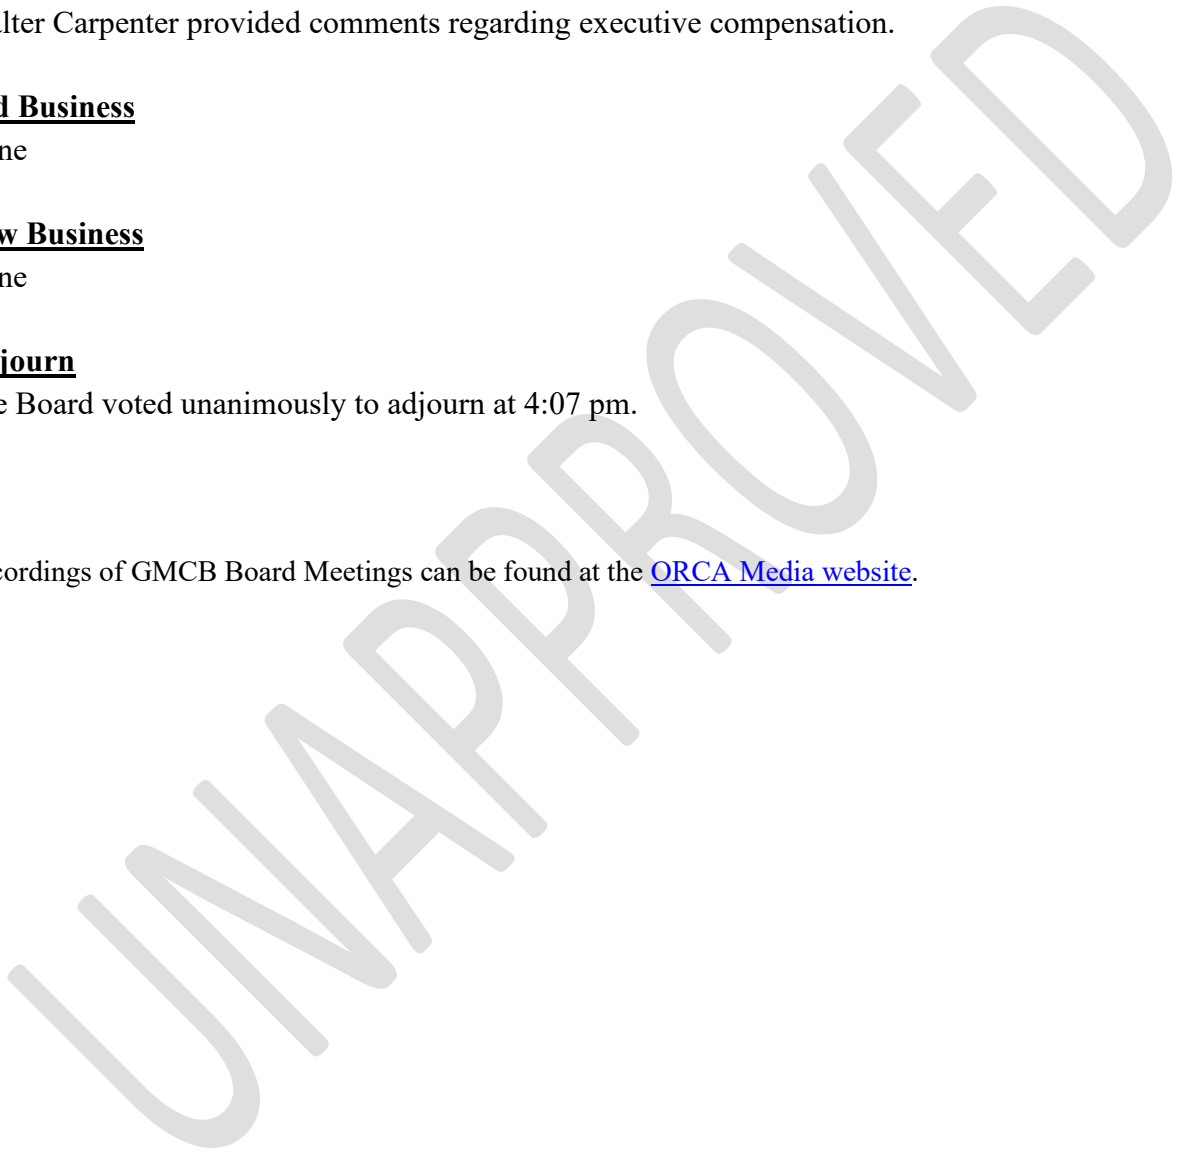 lter Carpenter provided comments regarding executive compensation.
d Business
ne
w Business
ne
journ
e Board voted unanimously to adjourn at 4:07 pm.
cordings of GMCB Board Meetings can be found at the ORCA Media website.
UNAPPROVED